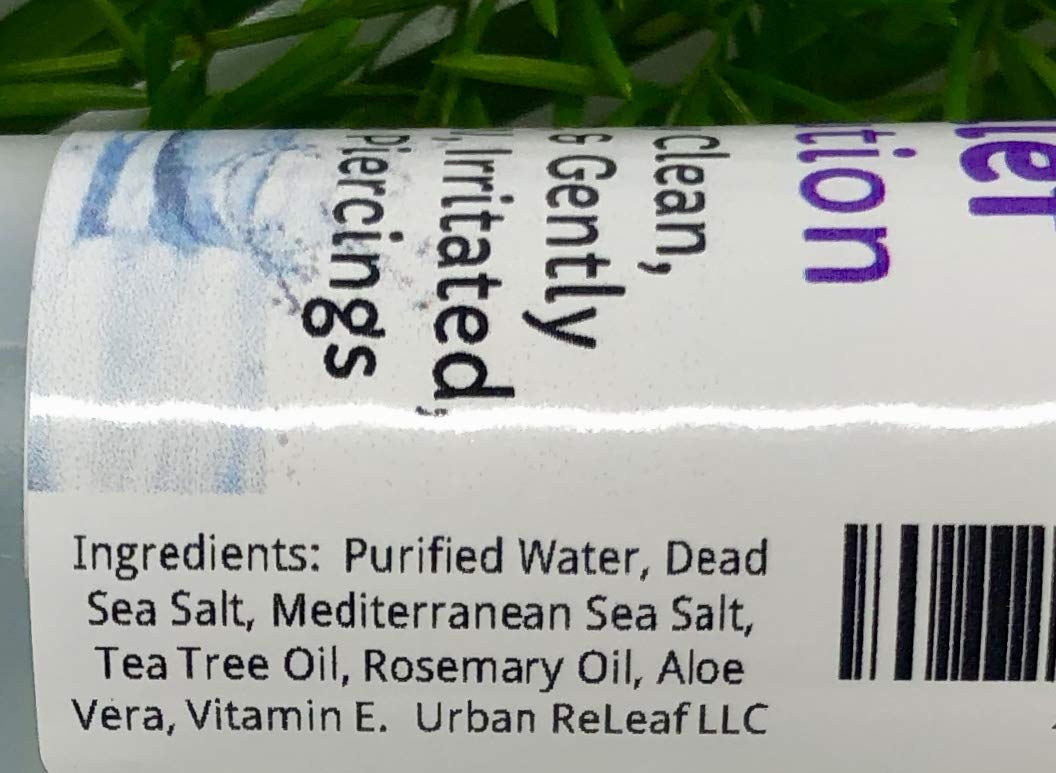 tion
clean,
& Gently
Irritated,
Piercings
Ingredients: Purified Water, Dead
Sea Salt, Mediterranean Sea Salt,
Tea Tree Oil, Rosemary Oil, Aloe
Vera, Vitamin E. Urban ReLeaf LLC